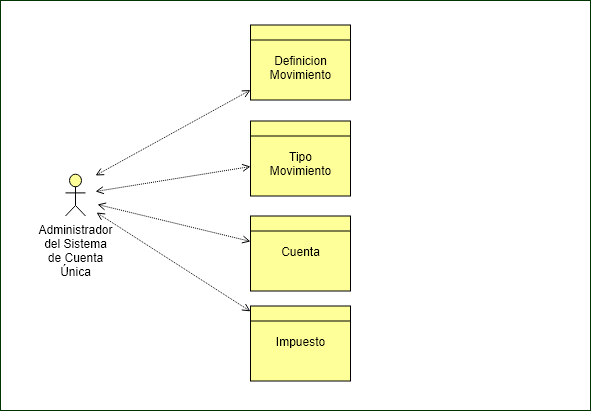 Definicion
Movimiento
Tipo
Movimiento
Administrador
del Sistema
de Cuenta
Única
Cuenta
Impuesto